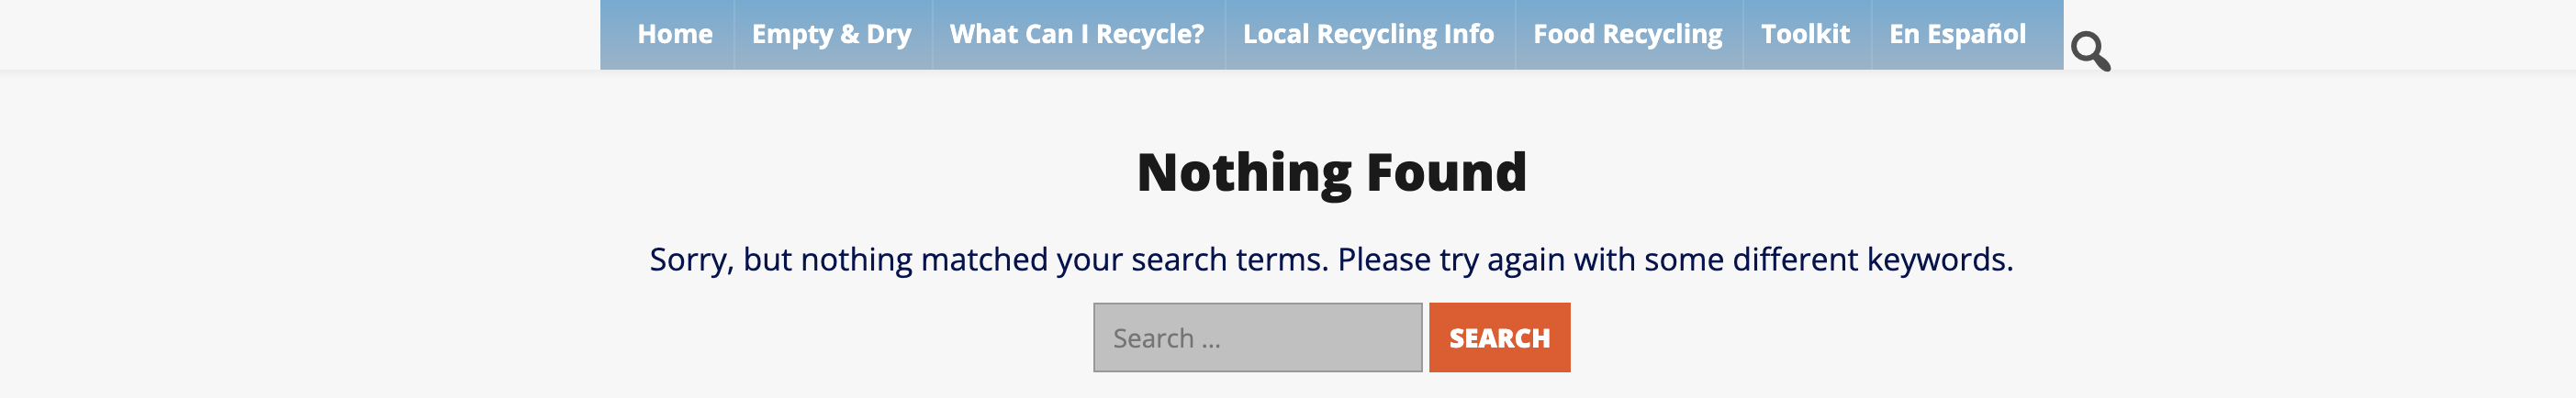 Home Empty & Dry What Can I Recycle? Local Recycling Info Food Recycling Toolkit En Español
Nothing Found
Sorry, but nothing matched your search terms. Please try again with some different keywords.
Search ... SEARCH